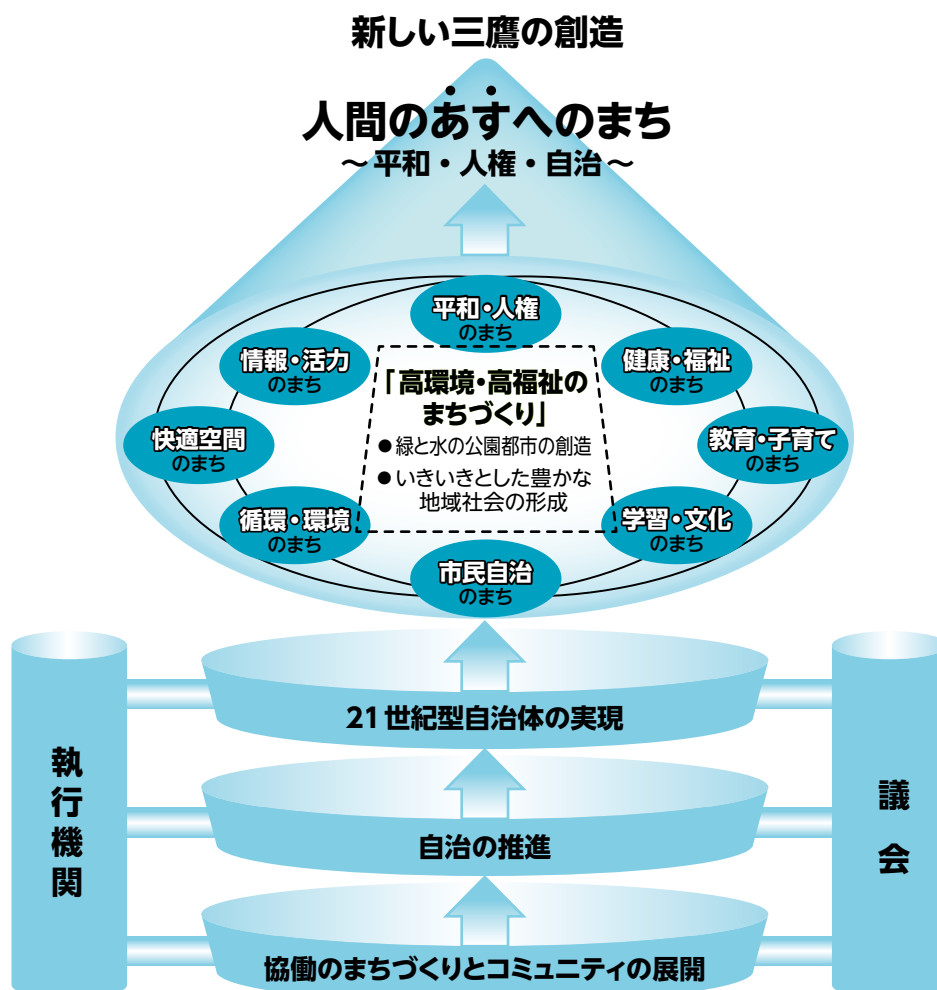 新しい三鷹の創造
人間のあすへのまち
～平和・人権・自治～
平和・人権
のまち
情報・活力
のまち
健康・福祉
のまち
「高環境・高福祉の
まちづくり」
●緑と水の公園都市の創造
●いきいきとした豊かな
地域社会の形成
快適空間
のまち
教育・子育て
のまち
循環・環境
のまち
学習・文化
のまち
市民自治
のまち
21世紀型自治体の実現
自治の推進
協働のまちづくりとコミュニティの展開
執行機関
議会